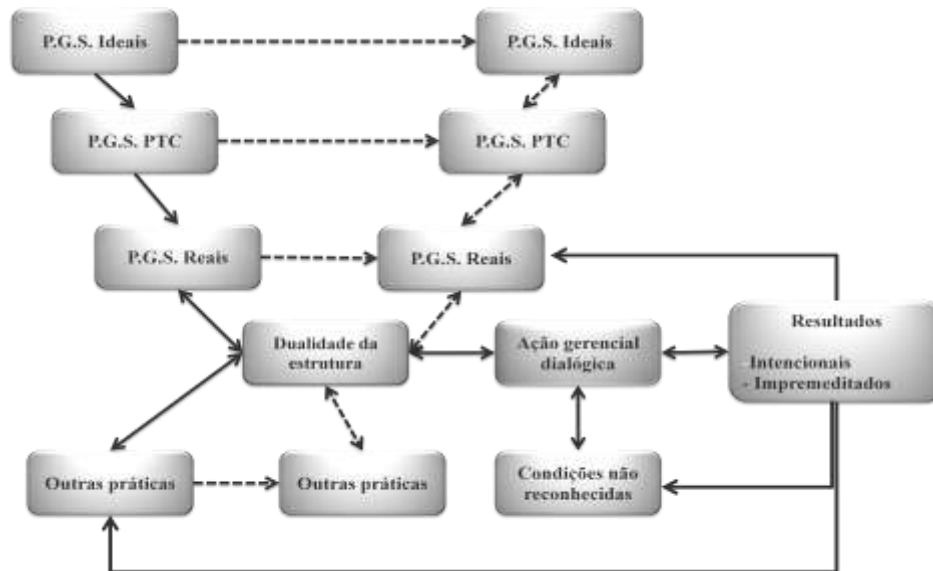 P.G.S. Ideais
P.G.S. Ideais
P.G.S. PTC
P.G.S. PTC
P.G.S. Reais
P.G.S. Reais
Dualidade da
estrutura
Ação gerencial
dialógica
Resultados
-Intencionais
- Impremeditados
Outras práticas
Outras práticas
Condições não
reconhecidas